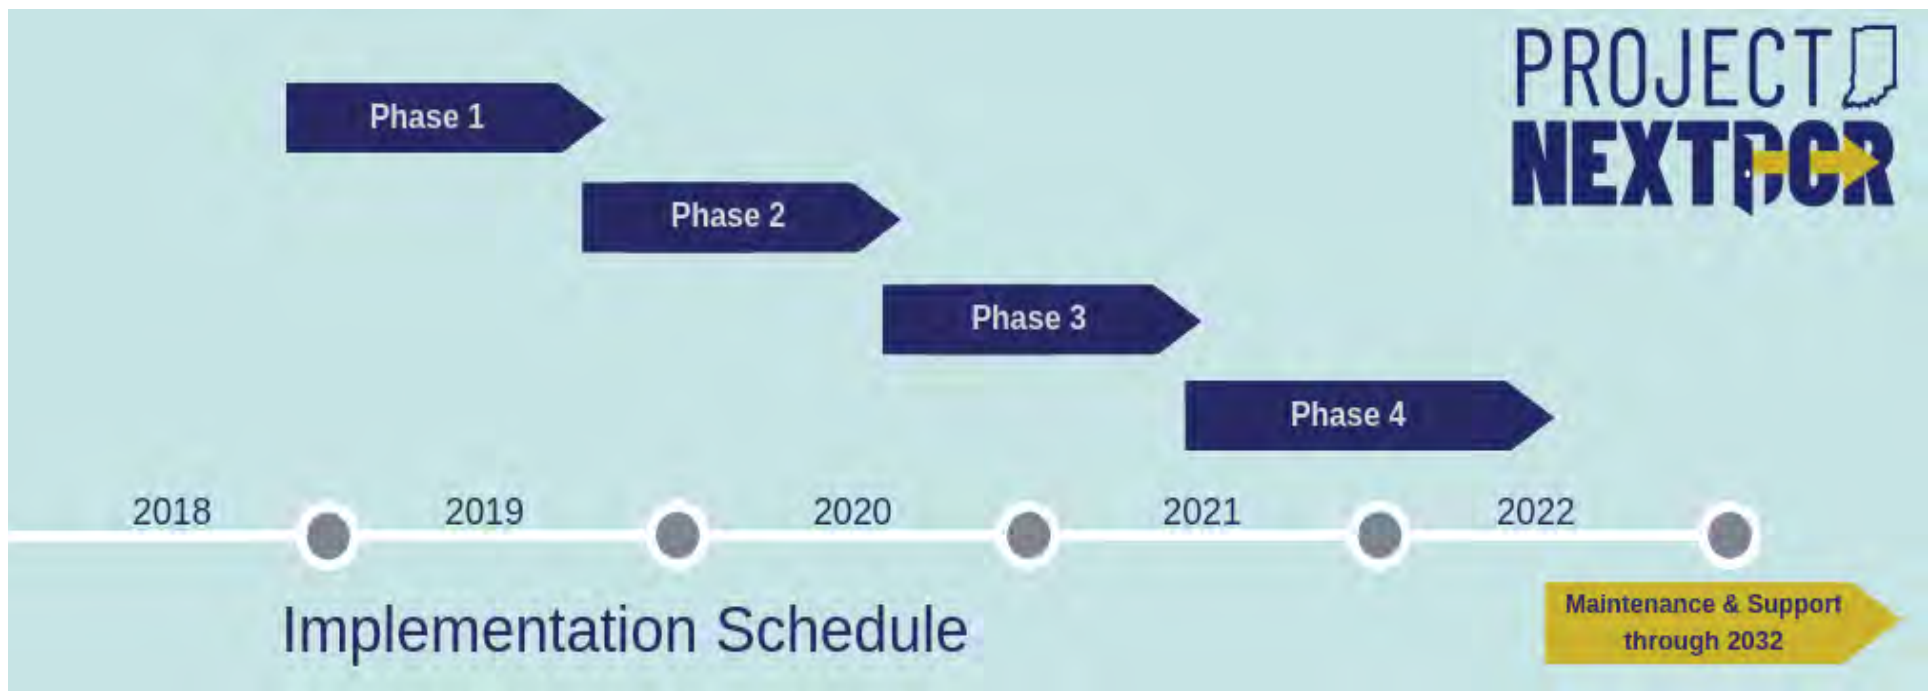 PROJECT
NEXTDOR
Phase 1
Phase 2
Phase 3
Phase 4
2018 2019 2020 2021 2022
Implementation Schedule
Maintenance & Support
through 2032